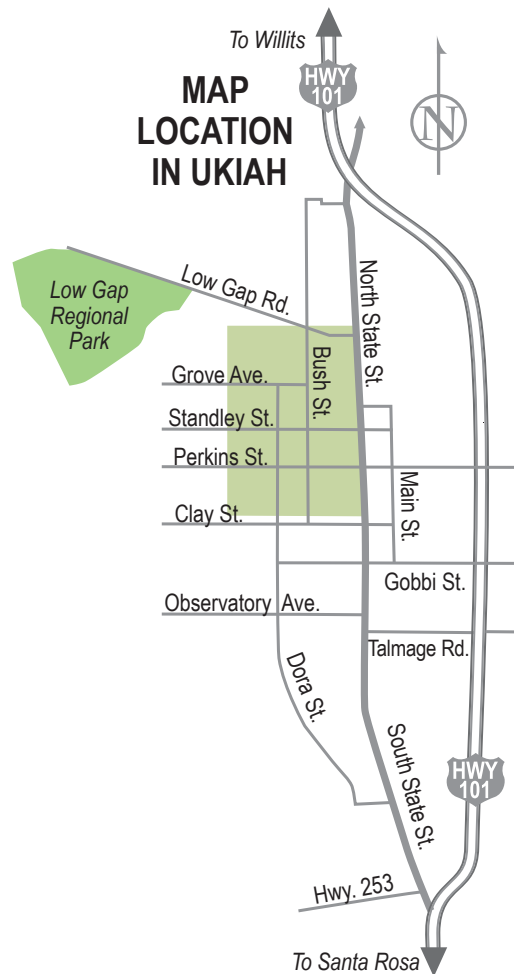 To Willits
HWY
101
MAP
LOCATION
IN UKIAH
N
Low Gap Rd.
Low Gap
Regional
Park
North State St.
Bush St.
Grove Ave.
Standley St.
Perkins St.
Main St.
Clay St.
Gobbi St.
Observatory Ave.
Talmage Rd.
Dora St.
South State St.
HWY
101
Hwy. 253
To Santa Rosa